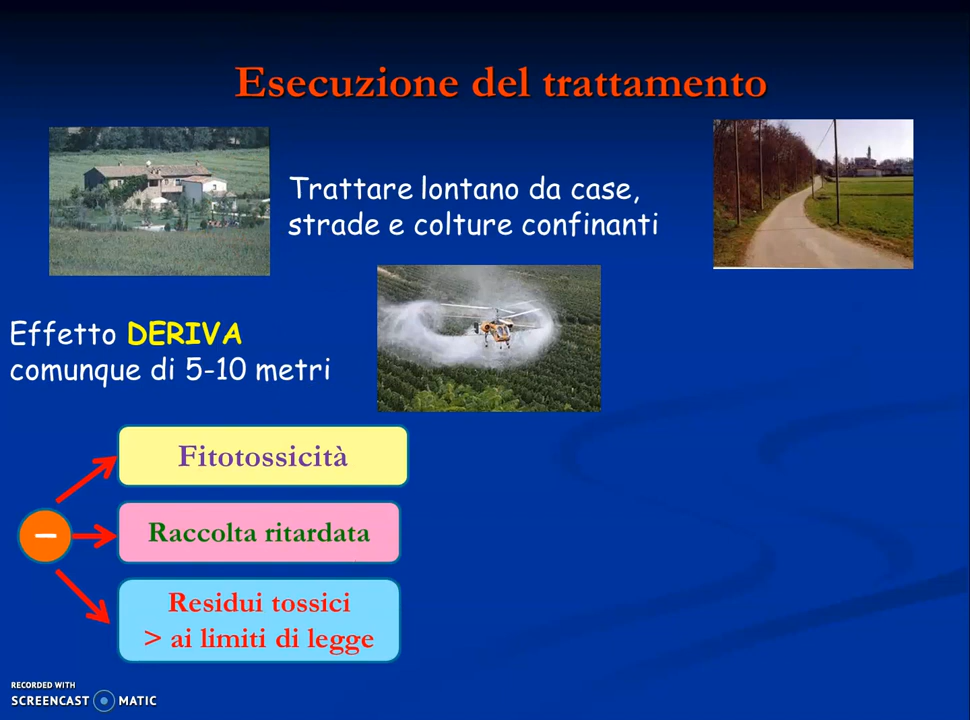 Esecuzione del trattamento
Trattare lontano da case,
strade e colture confinanti
Effetto DERIVA
comunque di 5-10 metri
Fitotossicità
Raccolta ritardata
Residui tossici
> ai limiti di legge
RECORDED WITH
SCREENCAST MATIC